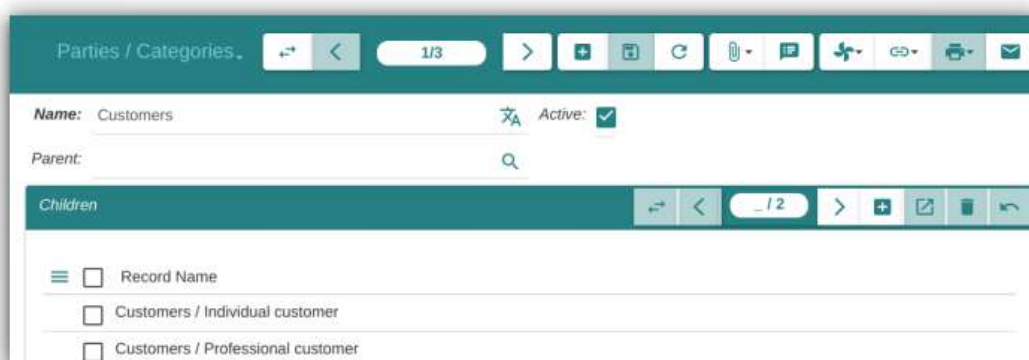 Parties / Categories.
1/3
Name: Customers
Active:
Parent:
Children
_ / 2
Record Name
Customers / Individual customer
Customers / Professional customer